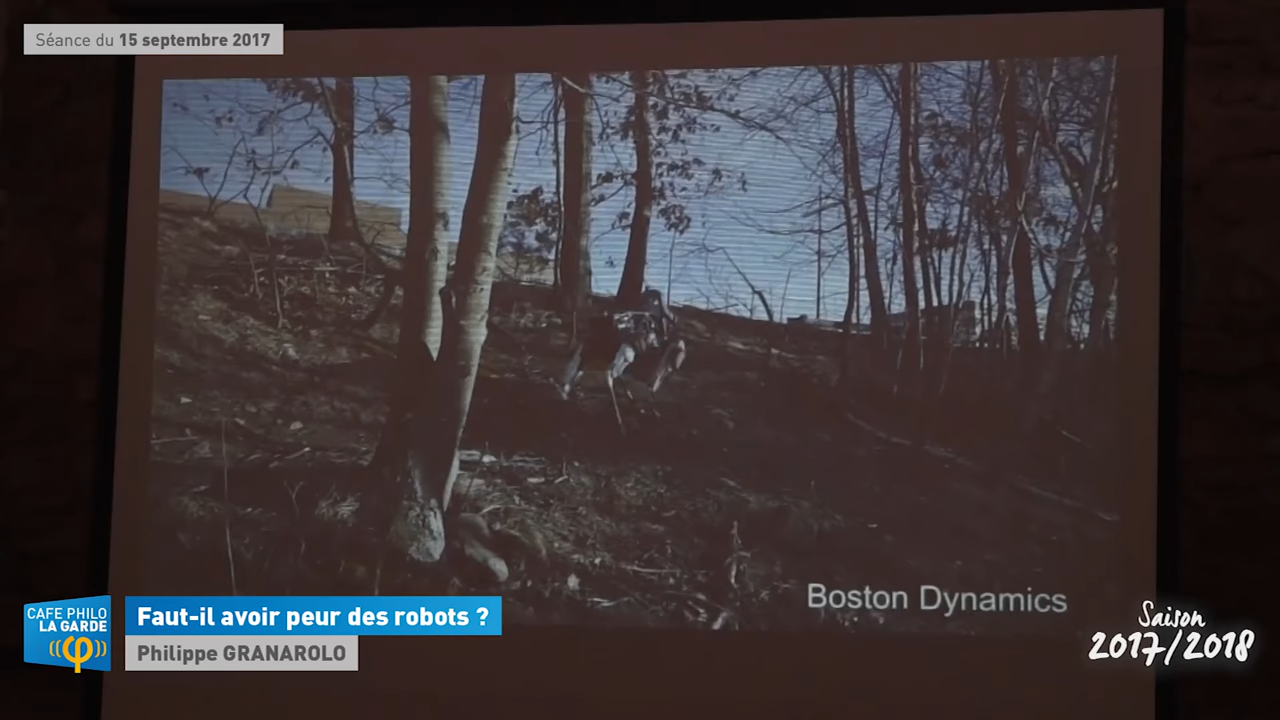 Séance du 15 septembre 2017
Boston Dynamics
CAFE PHILO
LA GARDE
Faut-il avoir peur des robots ?
Philippe GRANAROLO
Saison
2017/2018